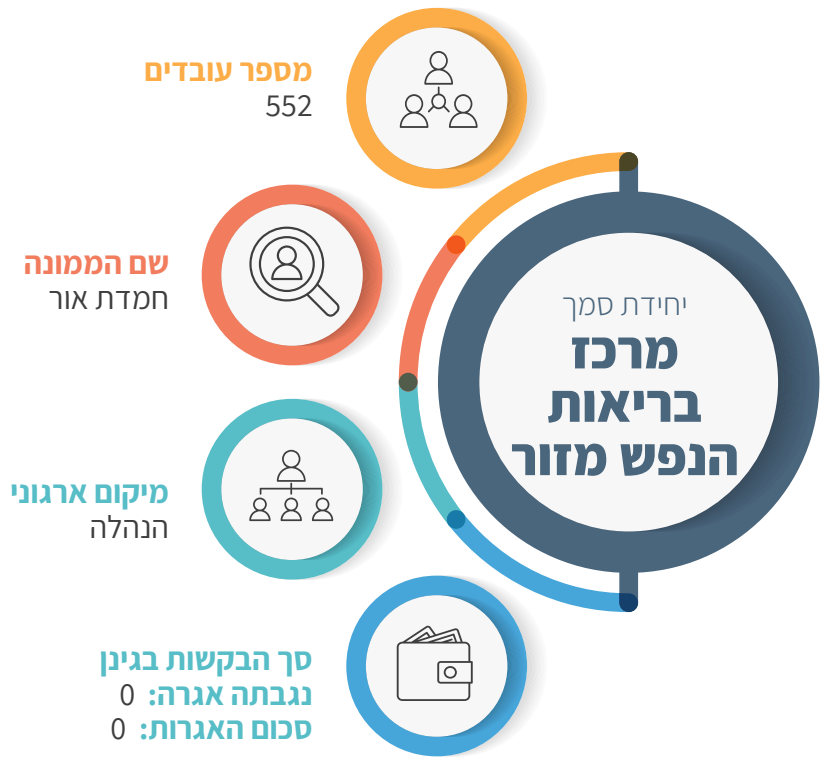 יחידת סמך
מרכז
בריאות
הנפש מזור
מספר עובדים
552
שם הממונה
חמדת אור
מיקום ארגוני
הנהלה
סך הבקשות בגינן
נגבתה אגרה: 0
סכום האגרות: 0